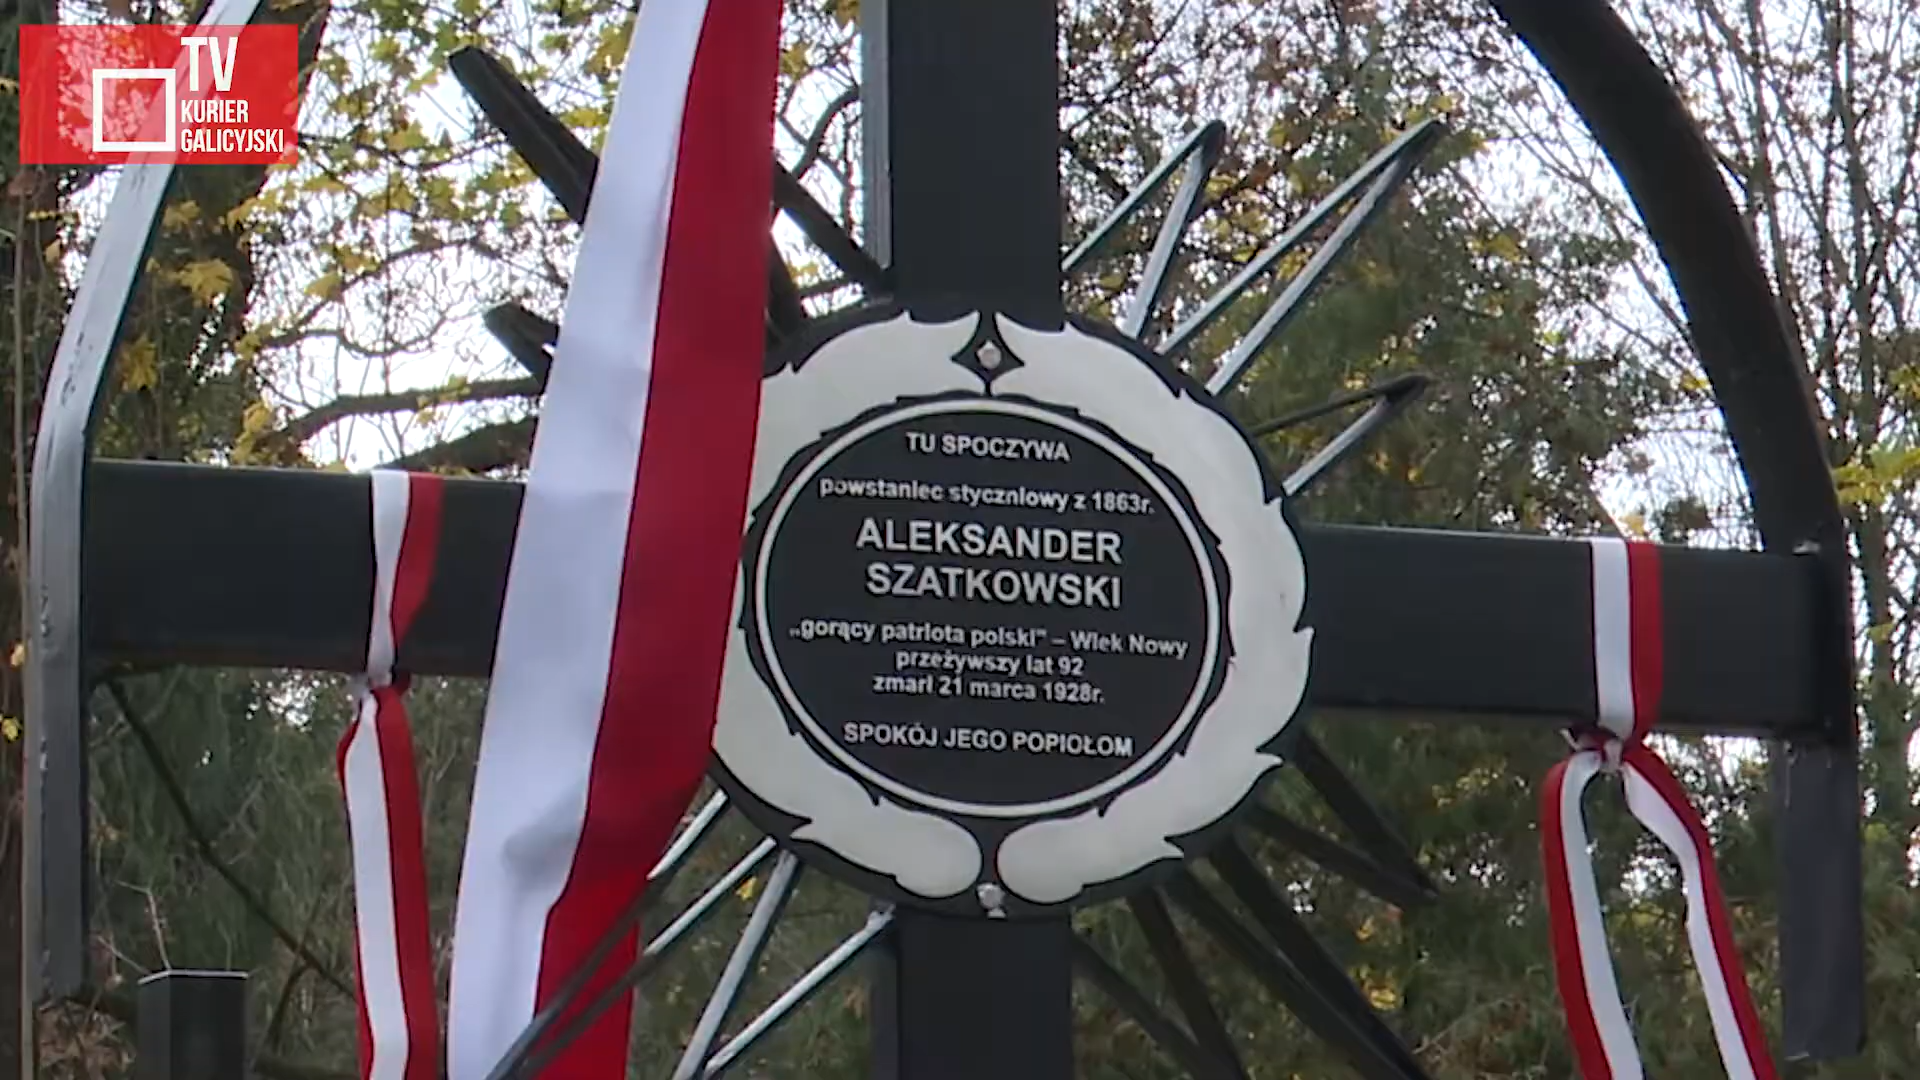 TV
KURIER
GALICYJSKI
TU SPOCZYWA
powstaniec styczniowy z 1863r.
ALEKSANDER
SZATKOWSKI
„gorący patriota polski” – Wiek Nowy
przeżywszy lat 92
zmarł 21 marca 1928r.
SPOKÓJ JEGO POPIOŁOM